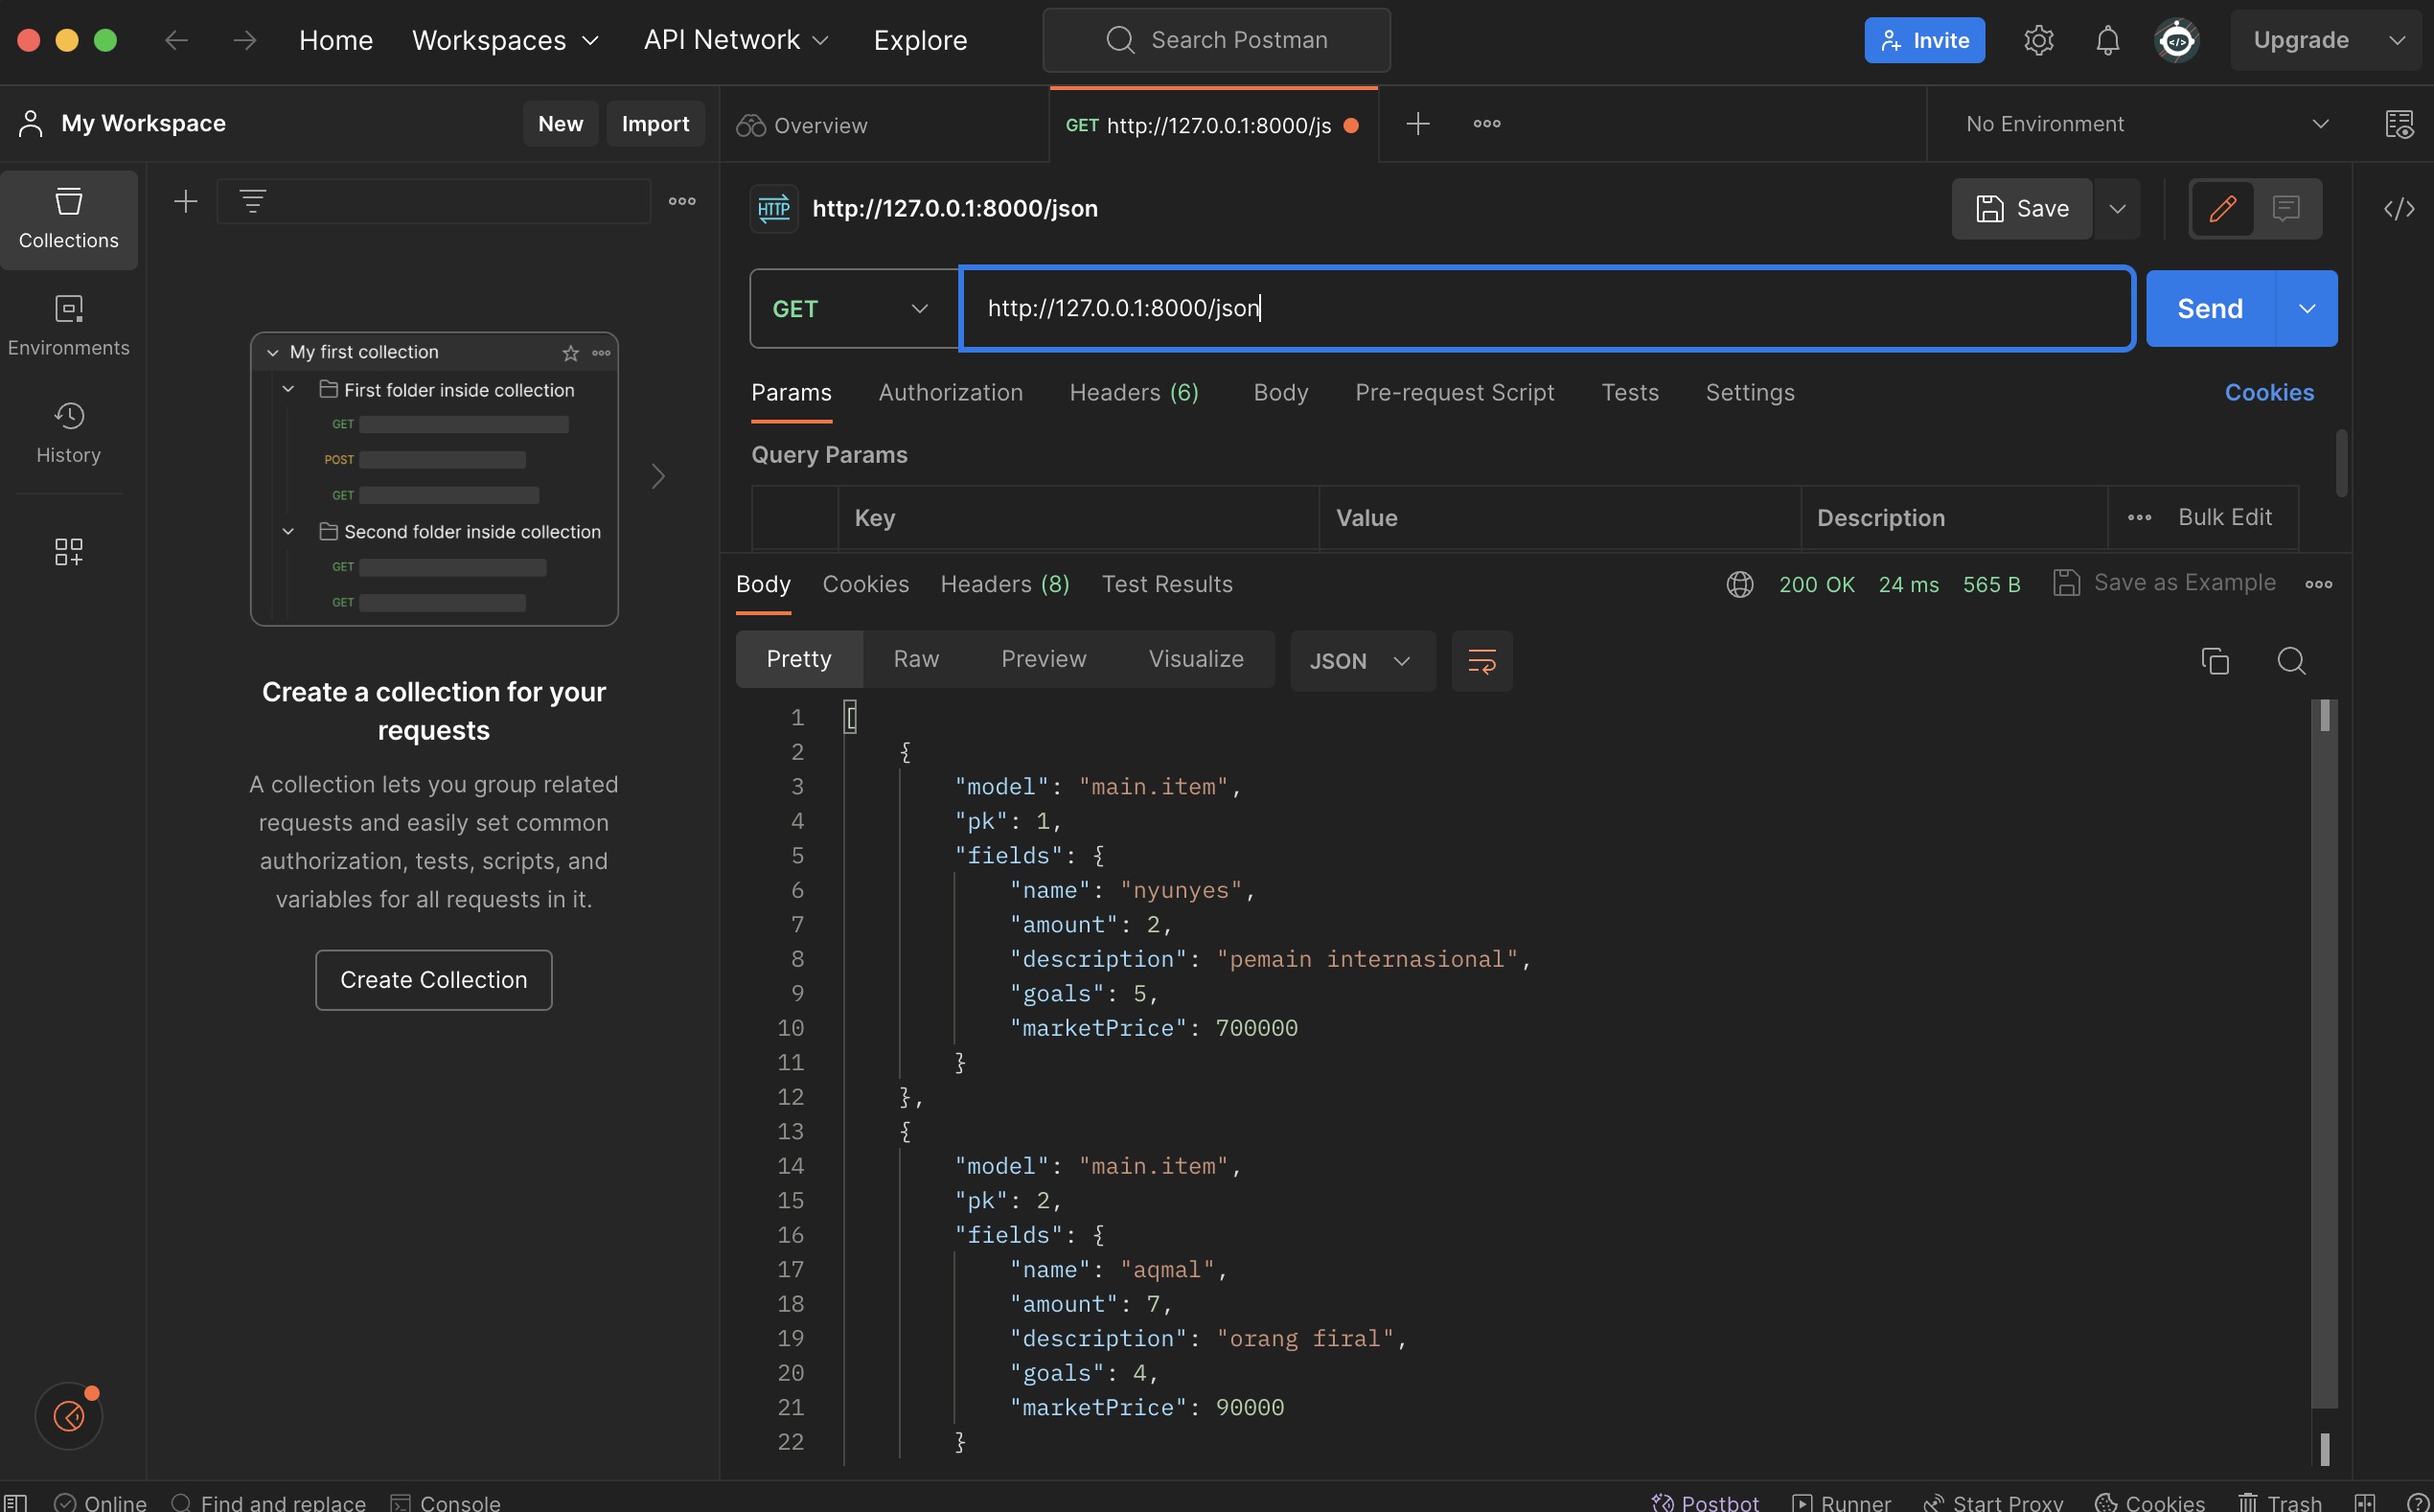 Home Workspaces API Network Explore Search Postman Invite Upgrade
My Workspace New Import Overview GET http://127.0.0.1:8000/js No Environment
Collections
Environments
History
My first collection
First folder inside collection
GET
POST
GET
Second folder inside collection
GET
GET
Create a collection for your
requests
A collection lets you group related
requests and easily set common
authorization, tests, scripts, and
variables for all requests in it.
Create Collection
HTTP http://127.0.0.1:8000/json Save
GET http://127.0.0.1:8000/json Send
Params Authorization Headers (6) Body Pre-request Script Tests Settings Cookies
Query Params
Key Value Description Bulk Edit
Body Cookies Headers (8) Test Results 200 OK 24 ms 565 B Save as Example
Pretty Raw Preview Visualize JSON
1 [
2 {
3 "model": "main.item",
4 "pk": 1,
5 "fields": {
6 "name": "nyunyes",
7 "amount": 2,
8 "description": "pemain internasional",
9 "goals": 5,
10 "marketPrice": 700000
11 }
12 },
13 {
14 "model": "main.item",
15 "pk": 2,
16 "fields": {
17 "name": "aqmal",
18 "amount": 7,
19 "description": "orang firal",
20 "goals": 4,
21 "marketPrice": 90000
22 }
Online Find and replace Console Postbot Runner Start Proxy Cookies Trash